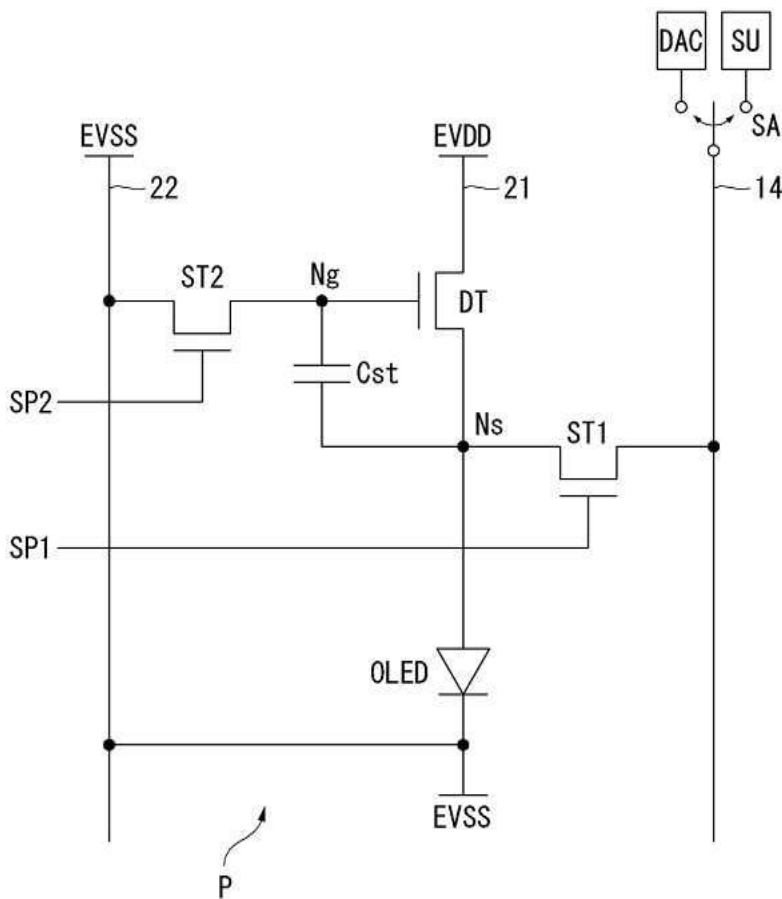 DAC SU
SA
EVSS EVDD
22 21 14
ST2 Ng DT
Cst
SP2
Ns ST1
SP1
OLED
EVSS
P